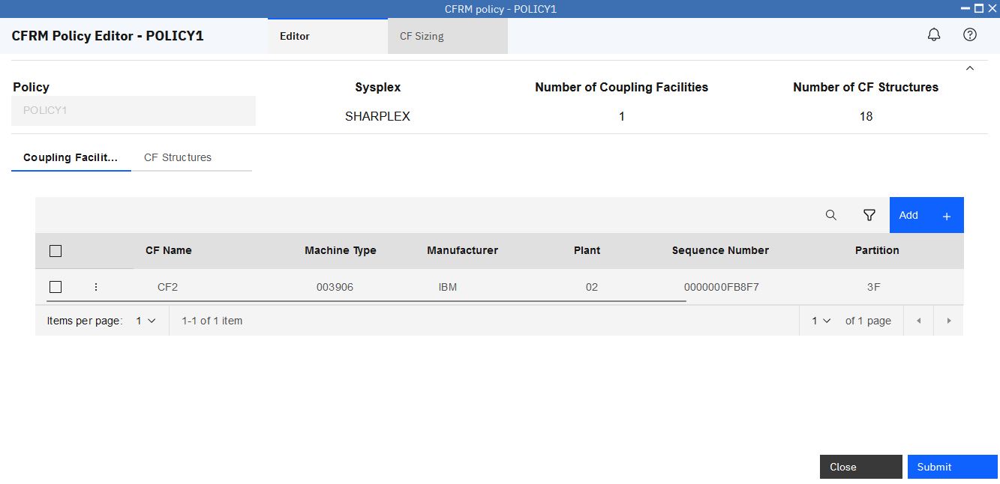 CFRM policy - POLICY1
CFRM Policy Editor - POLICY1 Editor CF Sizing
Policy Sysplex Number of Coupling Facilities Number of CF Structures
POLICY1 SHARPLEX 1 18
Coupling Facilit... CF Structures
Add +
CF Name Machine Type Manufacturer Plant Sequence Number Partition
CF2 003906 IBM 02 0000000FB8F7 3F
Items per page: 1 1-1 of 1 item 1 of 1 page
Close Submit